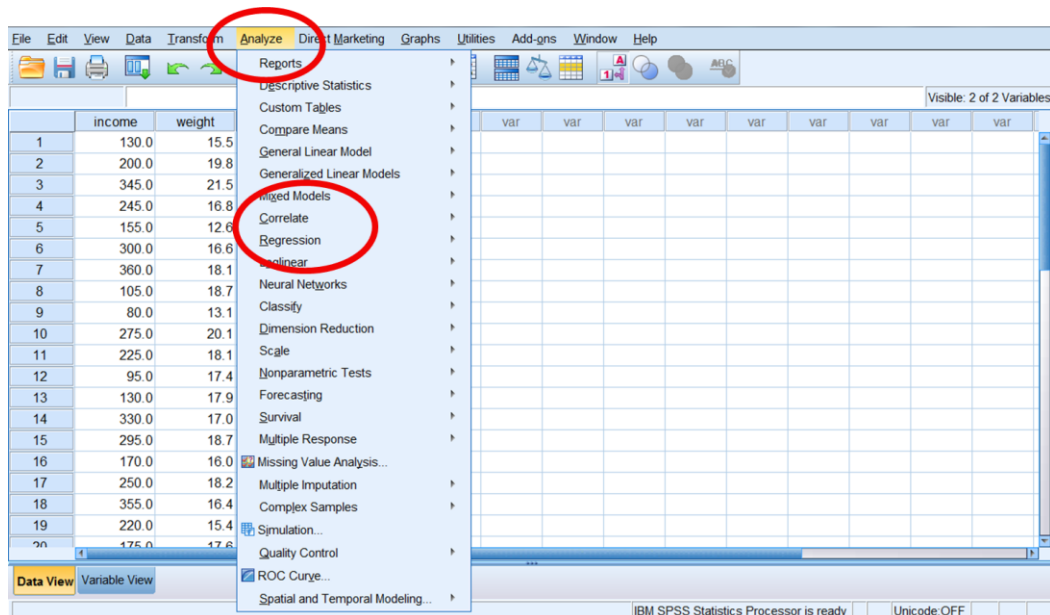 File Edit View Data Transform Analyze Direct Marketing Graphs Utilities Add-ons Window Help
Visible: 2 of 2 Variables
income weight var var var var var var var var var
1 130.0 15.5
2 200.0 19.8
3 345.0 21.5
4 245.0 16.8
5 155.0 12.6
6 300.0 16.6
7 360.0 18.1
8 105.0 18.7
9 80.0 13.1
10 275.0 20.1
11 225.0 18.1
12 95.0 17.4
13 130.0 17.9
14 330.0 17.0
15 295.0 18.7
16 170.0 16.0
17 250.0 18.2
18 355.0 16.4
19 220.0 15.4
20 175.0 17.6
Reports
Descriptive Statistics
Custom Tables
Compare Means
General Linear Model
Generalized Linear Models
Mixed Models
Correlate
Regression
Loglinear
Neural Networks
Classify
Dimension Reduction
Scale
Nonparametric Tests
Forecasting
Survival
Multiple Response
Missing Value Analysis...
Multiple Imputation
Complex Samples
Simulation...
Quality Control
ROC Curve...
Spatial and Temporal Modeling...
Data View Variable View
IBM SPSS Statistics Processor is ready Unicode:OFF